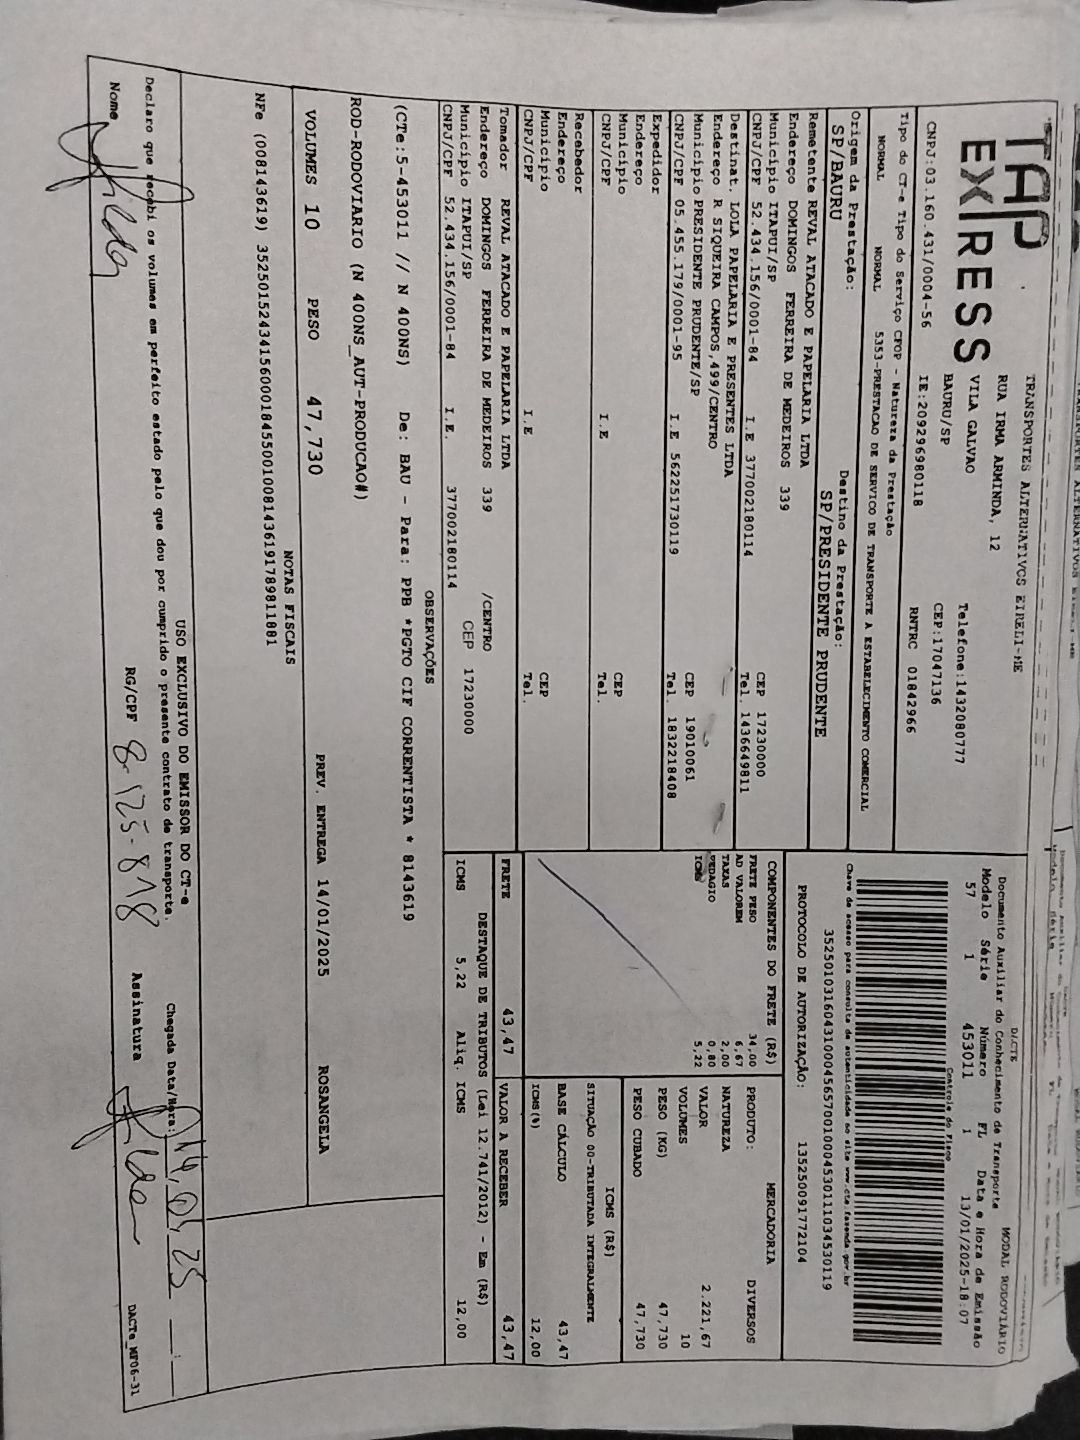 TAP
EX/RESS
TRANSPORTES ALTERNATIVOS EIRELI-ME
RUA IRMA ARMINDA, 12
VILA GALVAO
BAURU/SP
Telefone:1432080777
CEP:17047136
CNPJ:03.160.431/0004-56 IE:209296980118 RNTRC 01842966
DACTE MODAL RODOVIÁRIO
Documento Auxiliar do Conhecimento de Transporte
Modelo Série Número FL Data e Hora de Emissão
57 1 453011 1 13/01/2025-18:07
Controle do Fisco
Chave de acesso para consulta de autenticidade no site www.cte.fazenda.gov.br
35250103160431000456570010004530111034530119
PROTOCOLO DE AUTORIZAÇÃO: 135250091772104
Tipo do CT-e Tipo do Serviço CFOP - Natureza da Prestação
NORMAL NORMAL 5353-PRESTACAO DE SERVICO DE TRANSPORTE A ESTABELECIMENTO COMERCIAL
Origem da Prestação: Destino da Prestação:
SP/BAURU SP/PRESIDENTE PRUDENTE
Remetente REVAL ATACADO E PAPELARIA LTDA
Endereço DOMINGOS FERREIRA DE MEDEIROS 339
Município ITAPUI/SP CEP 17230000
CNPJ/CPF 52.434.156/0001-84 I.E 377002180114 Tel. 1436649811
Destinat. LOLA PAPELARIA E PRESENTES LTDA
Endereço R SIQUEIRA CAMPOS,499/CENTRO
Município PRESIDENTE PRUDENTE/SP CEP 19010061
CNPJ/CPF 05.455.179/0001-95 I.E 562251730119 Tel. 1832218408
Expedidor
Endereço
Município CEP
CNPJ/CPF I.E Tel.
Recebedor
Endereço
Município CEP
CNPJ/CPF I.E Tel.
Tomador REVAL ATACADO E PAPELARIA LTDA
Endereço DOMINGOS FERREIRA DE MEDEIROS 339 /CENTRO
Município ITAPUI/SP CEP 17230000
CNPJ/CPF 52.434.156/0001-84 I.E. 377002180114
COMPONENTES DO FRETE (R$)
FRETE PESO 34,00
AD VALOREM 6,67
TAXAS 2,00
PEDAGIO 0,80
ICMS 5,22
MERCADORIA
PRODUTO: DIVERSOS
NATUREZA
VALOR 2.221,67
VOLUMES 10
PESO (KG) 47,730
PESO CUBADO 47,730
ICMS (R$)
SITUAÇÃO 00-TRIBUTADA INTEGRALMENTE
BASE CÁLCULO 43,47
ICMS(%) 12,00
FRETE 43,47 VALOR A RECEBER 43,47
DESTAQUE DE TRIBUTOS (Lei 12.741/2012) - Em (R$)
ICMS 5,22 Aliq. ICMS 12,00
OBSERVAÇÕES
(CTe:5-453011 // N 400NS) De: BAU - Para: PPB *PGTO CIF CORRENTISTA * 8143619
ROD-RODOVIARIO (N 400NS_AUT-PRODUCAO#)
VOLUMES 10 PESO 47,730 PREV. ENTREGA 14/01/2025 ROSANGELA
NOTAS FISCAIS
NFe (008143619) 35250152434156000184550010081436191789811881
USO EXCLUSIVO DO EMISSOR DO CT-e
Declaro que recebi os volumes em perfeito estado pelo que dou por cumprido o presente contrato de transporte. Chegada Data/Hora: 14, 01, 25 :
Nome RG/CPF 8-125-818 Assinatura
DACTe_MF06-31